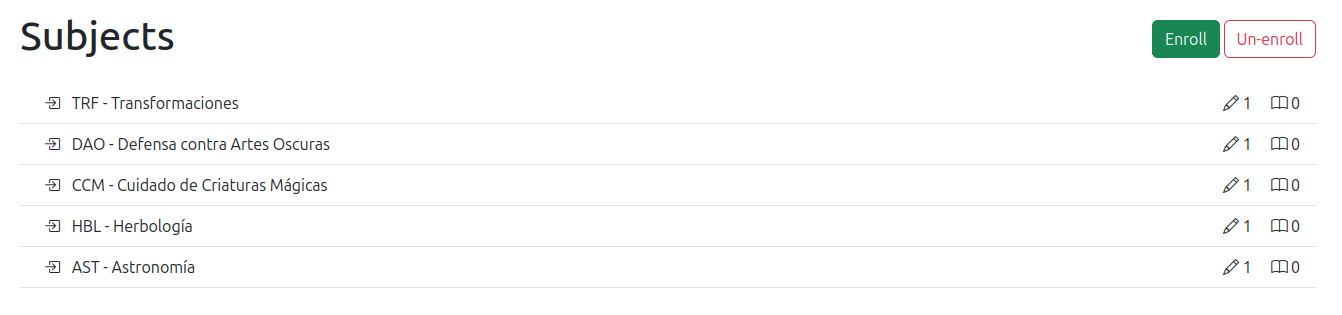 Subjects
Enroll Un-enroll
TRF - Transformaciones 1 0
DAO - Defensa contra Artes Oscuras 1 0
CCM - Cuidado de Criaturas Mágicas 1 0
HBL - Herbología 1 0
AST - Astronomía 1 0